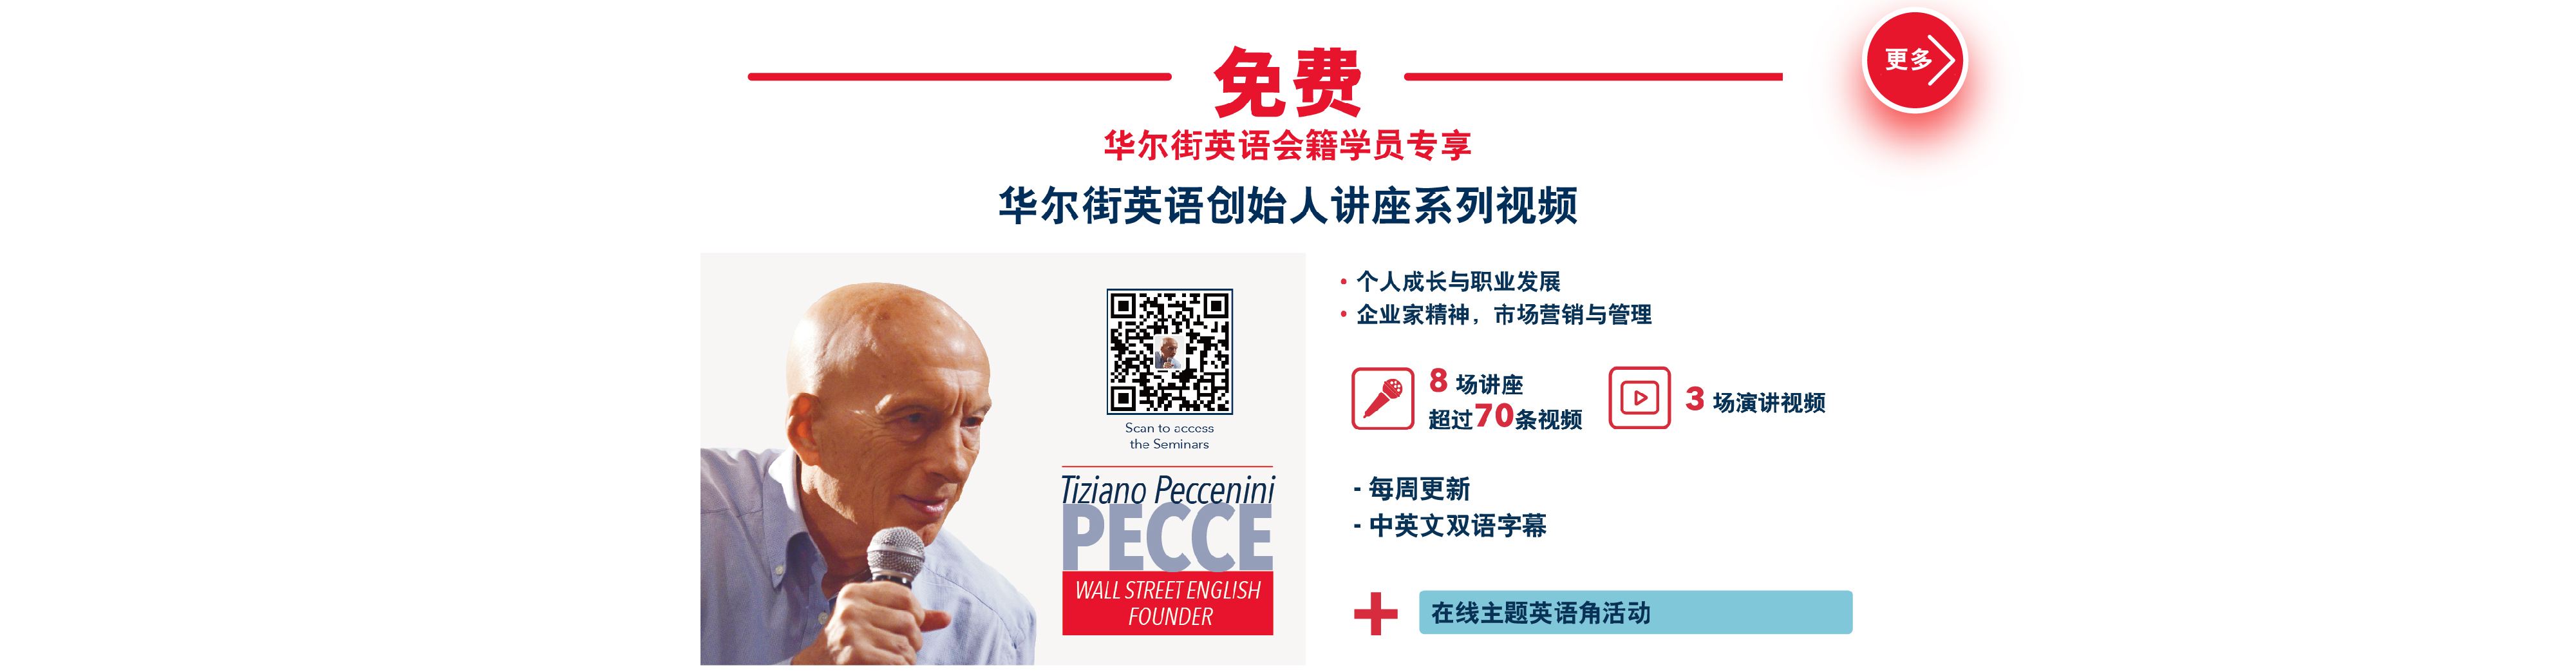 免费
更多
华尔街英语会籍学员专享
华尔街英语创始人讲座系列视频
Scan to access
the Seminars
Tiziano Peccenini
PECCE
WALL STREET ENGLISH
FOUNDER
• 个人成长与职业发展
• 企业家精神，市场营销与管理
8 场讲座
超过70条视频
3 场演讲视频
- 每周更新
- 中英文双语字幕
+ 在线主题英语角活动